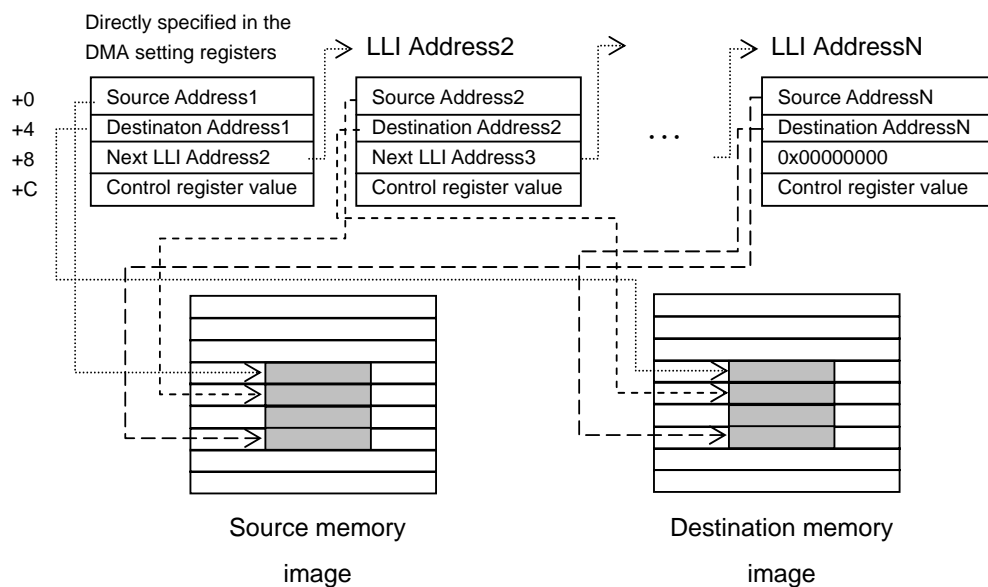 Directly specified in the
DMA setting registers
LLI Address2
LLI AddressN
+0
Source Address1
Source Address2
Source AddressN
+4
Destinaton Address1
Destination Address2
Destination AddressN
...
+8
Next LLI Address2
Next LLI Address3
0x00000000
+C
Control register value
Control register value
Control register value
Source memory
image
Destination memory
image